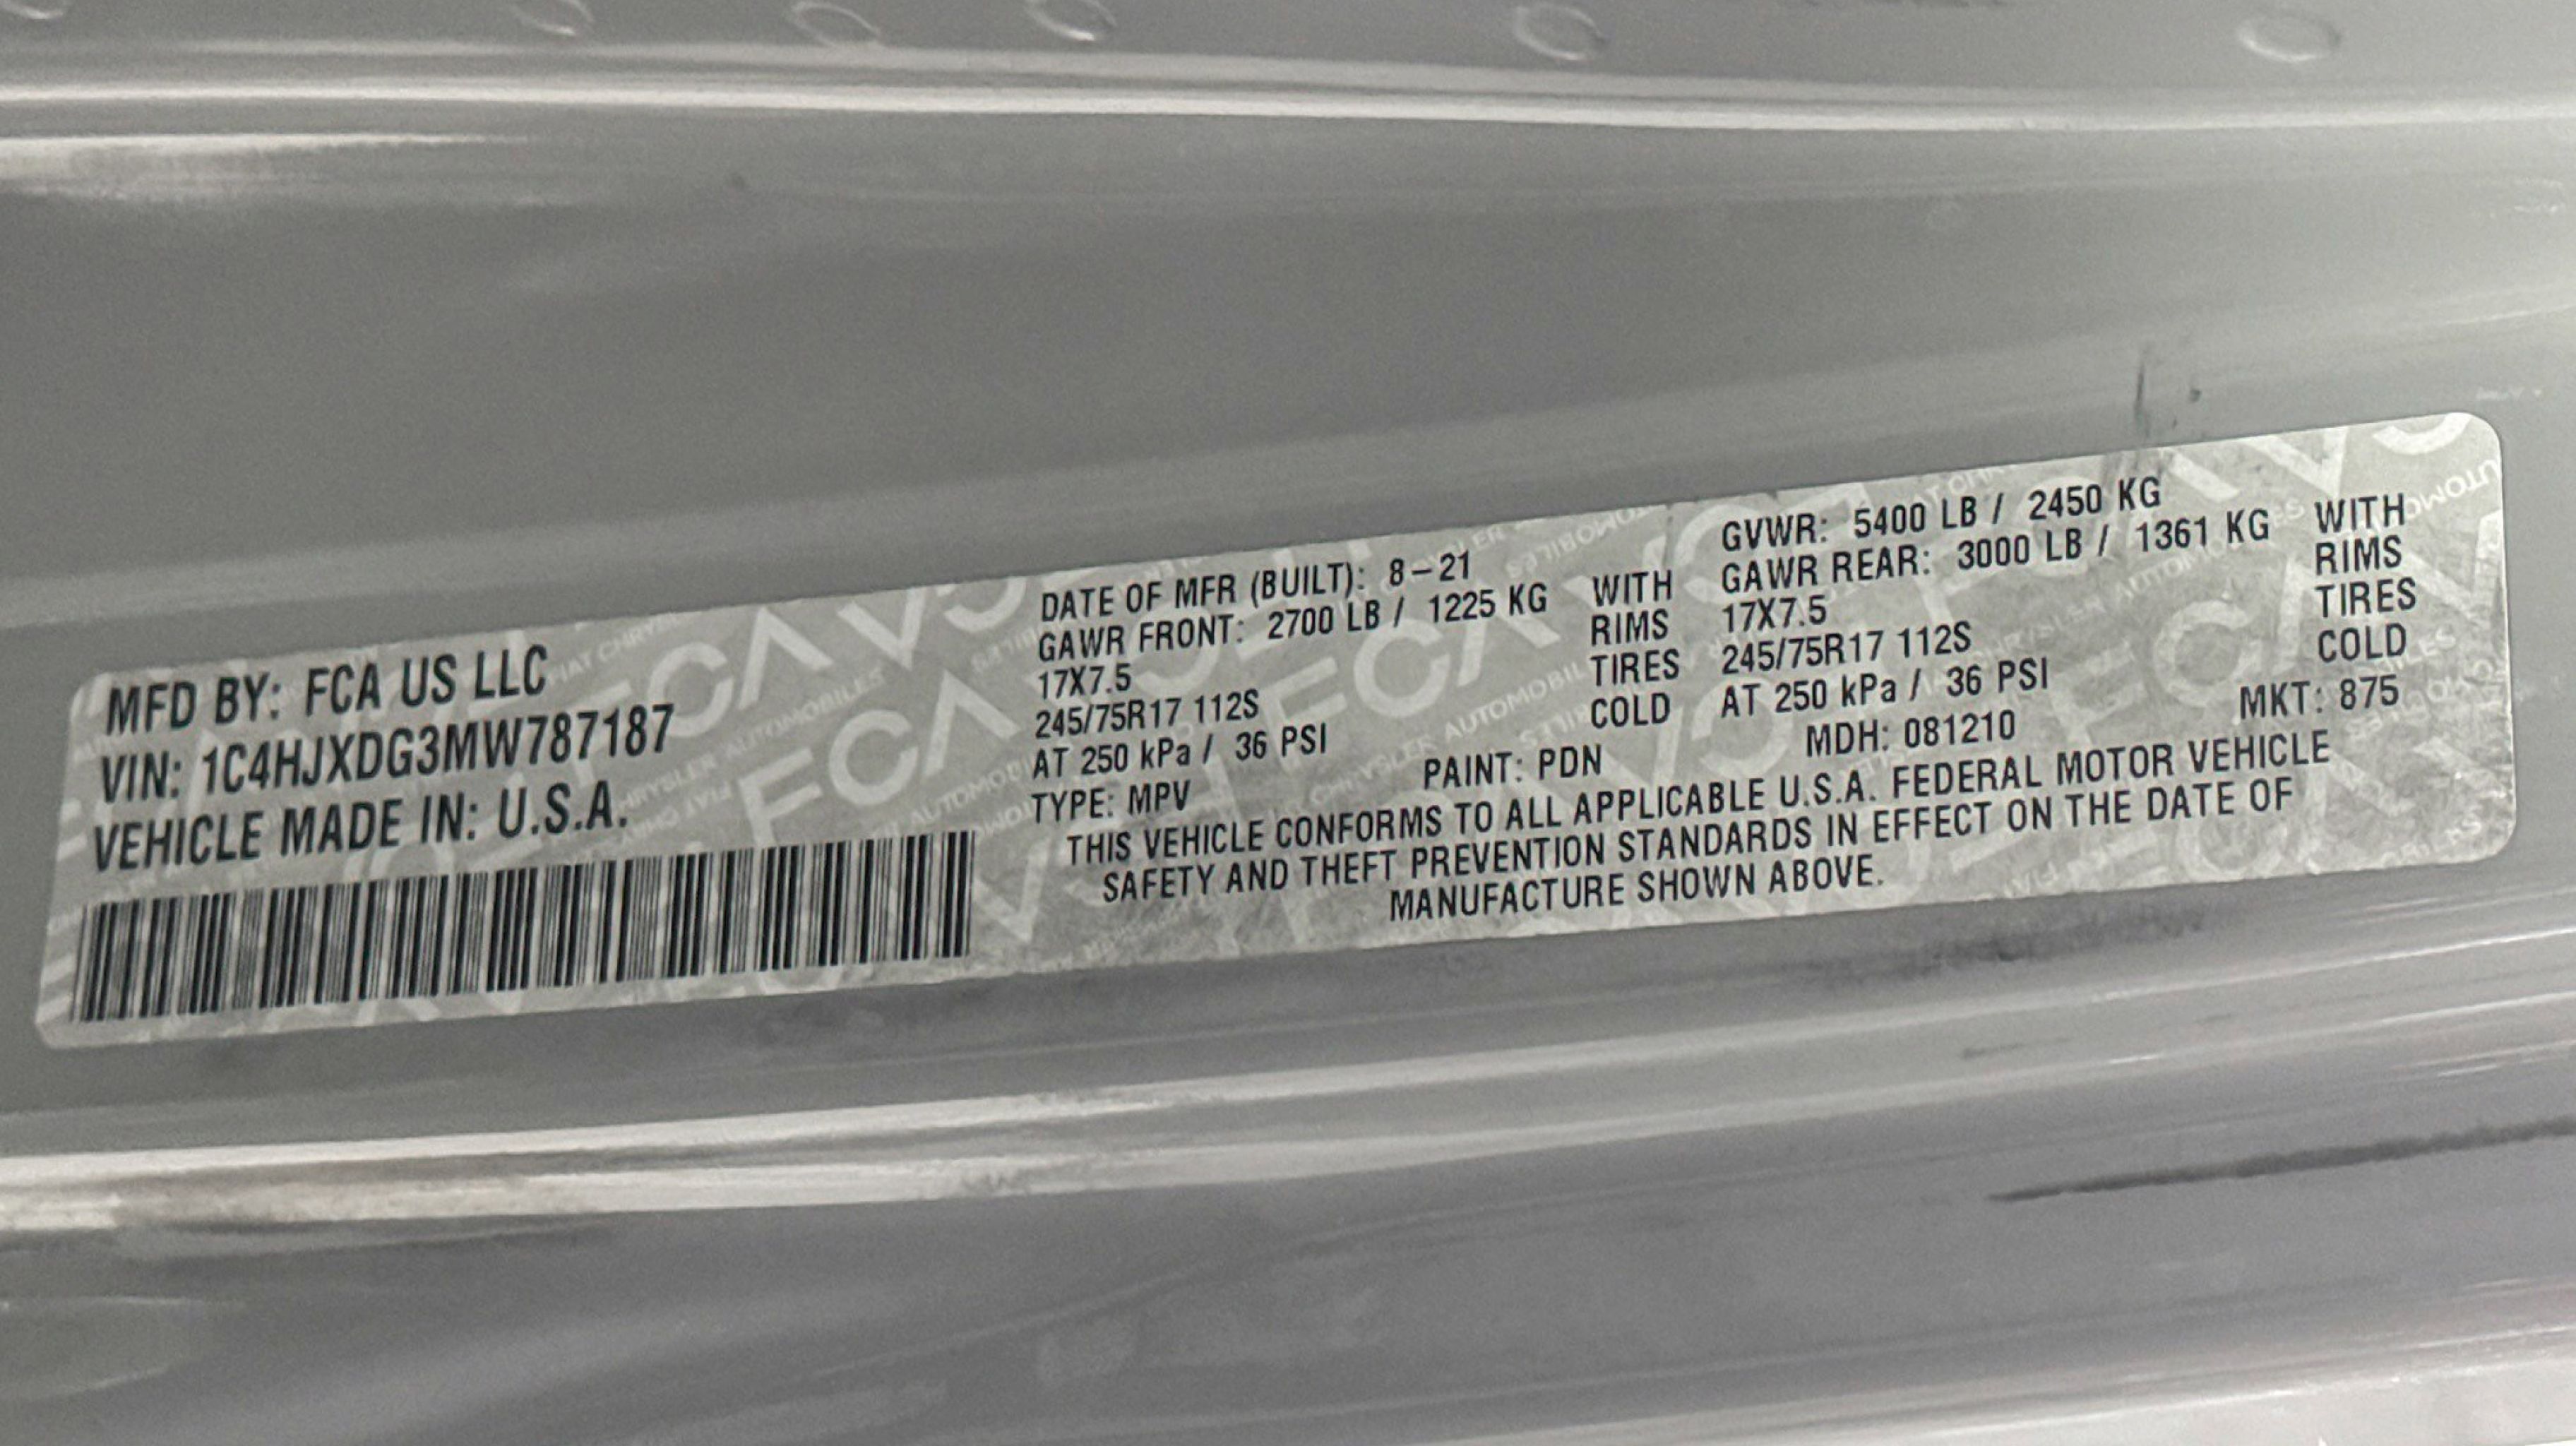 MFD BY: FCA US LLC
VIN: 1C4HJXDG3MW787187
VEHICLE MADE IN: U.S.A.
DATE OF MFR (BUILT): 8-21 GVWR: 5400 LB / 2450 KG
GAWR FRONT: 2700 LB / 1225 KG WITH GAWR REAR: 3000 LB / 1361 KG WITH
17X7.5 RIMS 17X7.5 RIMS
245/75R17 112S TIRES 245/75R17 112S TIRES
AT 250 kPa / 36 PSI COLD AT 250 kPa / 36 PSI COLD
TYPE: MPV PAINT: PDN MDH: 081210 MKT: 875
THIS VEHICLE CONFORMS TO ALL APPLICABLE U.S.A. FEDERAL MOTOR VEHICLE
SAFETY AND THEFT PREVENTION STANDARDS IN EFFECT ON THE DATE OF
MANUFACTURE SHOWN ABOVE.